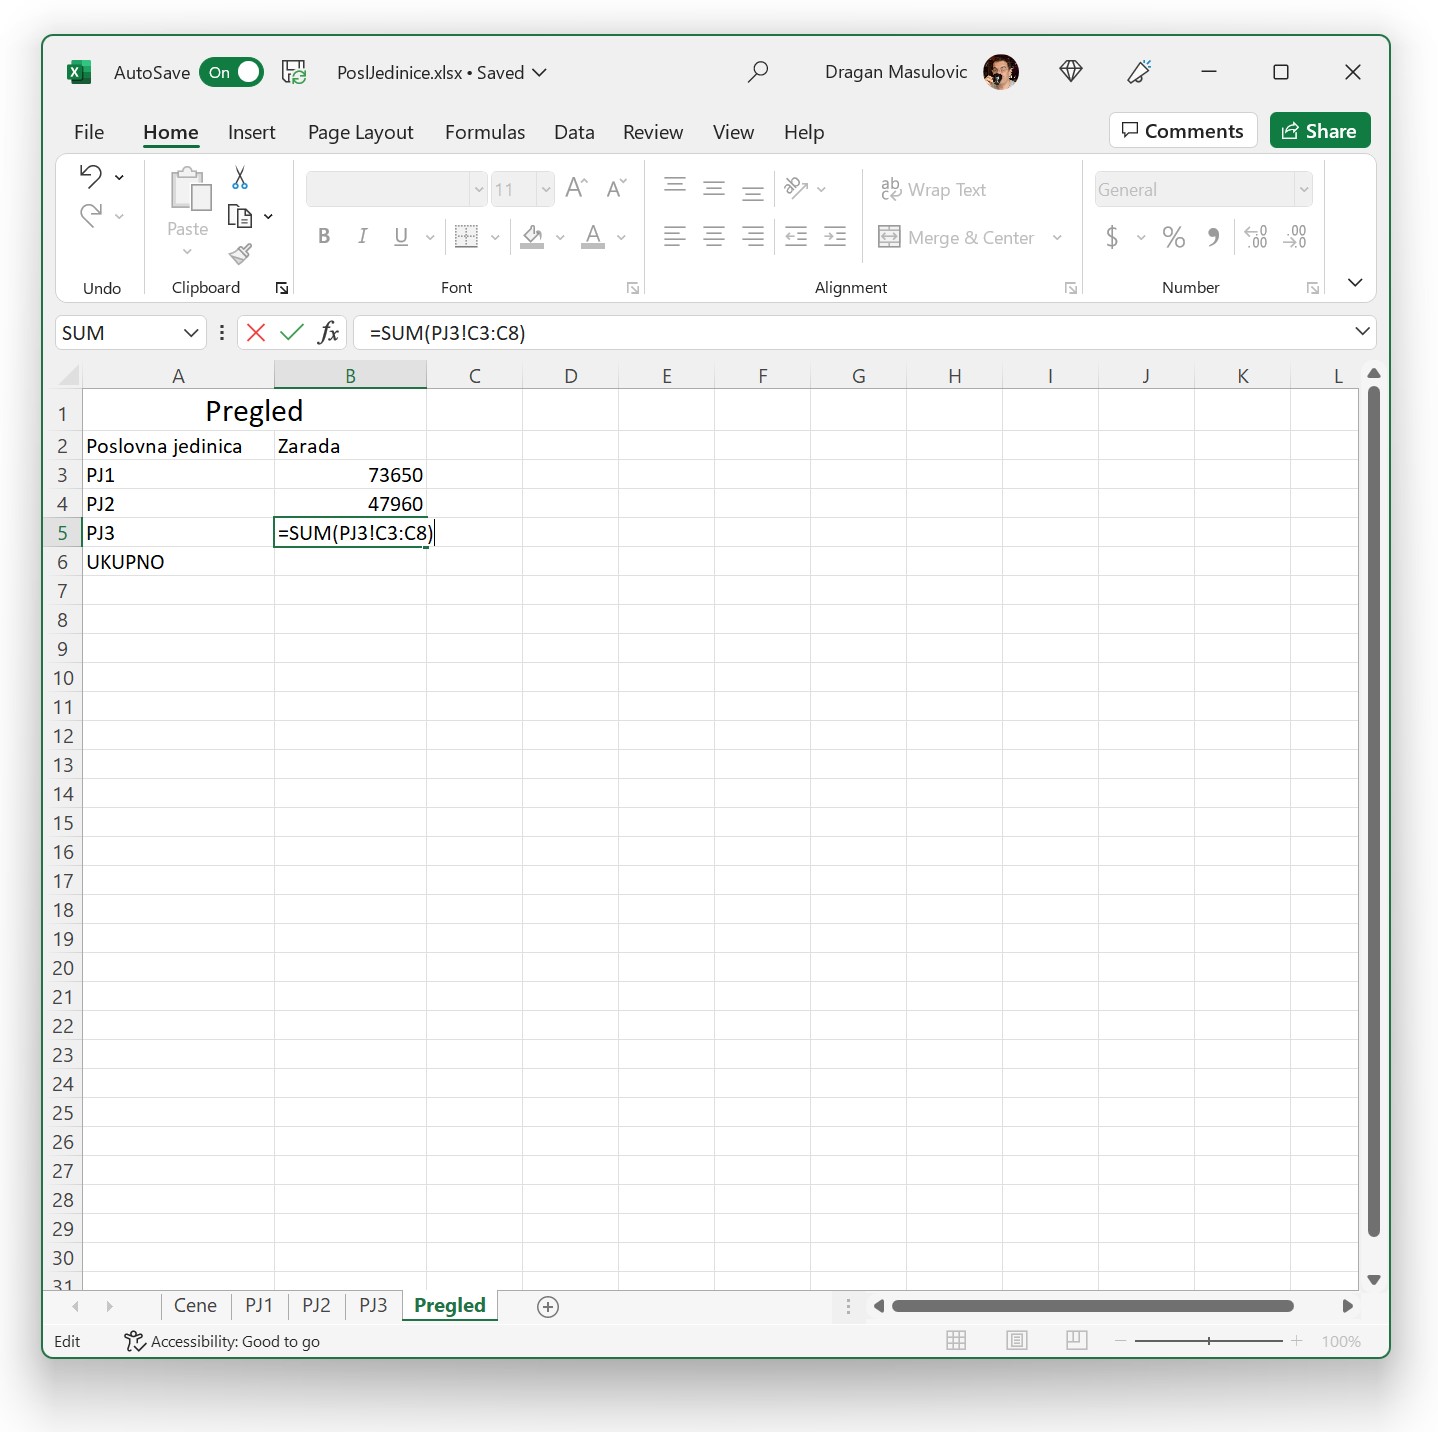 AutoSave On PoslJedinice.xlsx • Saved Dragan Masulovic
File Home Insert Page Layout Formulas Data Review View Help Comments Share
11 Wrap Text General
Paste B I U A Merge & Center $ % 
Undo Clipboard Font Alignment Number
SUM fx =SUM(PJ3!C3:C8)
A B C D E F G H I J K L
1 Pregled
2 Poslovna jedinica Zarada
3 PJ1 73650
4 PJ2 47960
5 PJ3 =SUM(PJ3!C3:C8)
6 UKUPNO
7
8
9
10
11
12
13
14
15
16
17
18
19
20
21
22
23
24
25
26
27
28
29
30
31
Cene PJ1 PJ2 PJ3 Pregled
Edit Accessibility: Good to go 100%